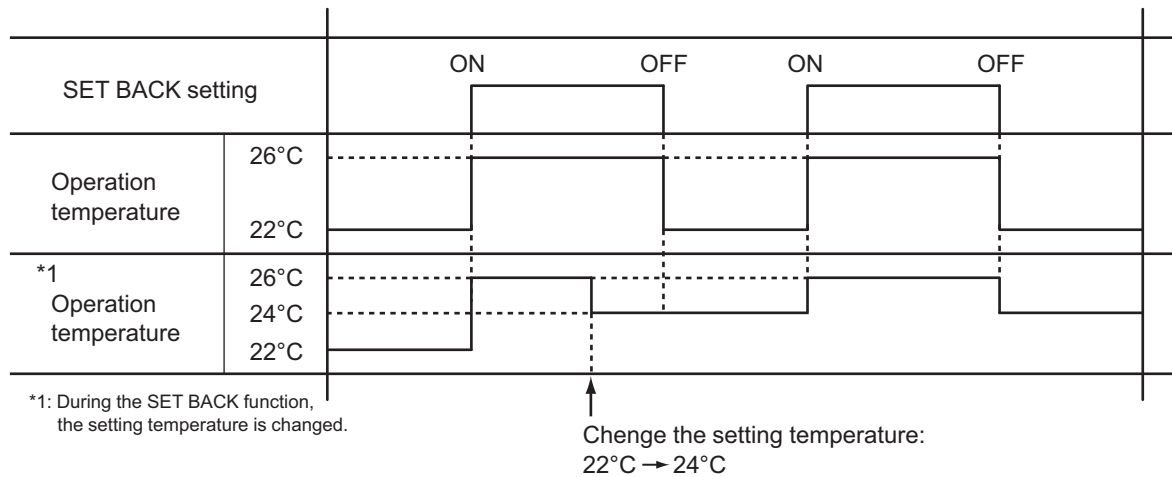 ON OFF ON OFF
SET BACK setting
26°C
Operation
temperature
22°C
*1
26°C
Operation
24°C
temperature
22°C
*1: During the SET BACK function,
the setting temperature is changed.
Chenge the setting temperature:
22°C → 24°C